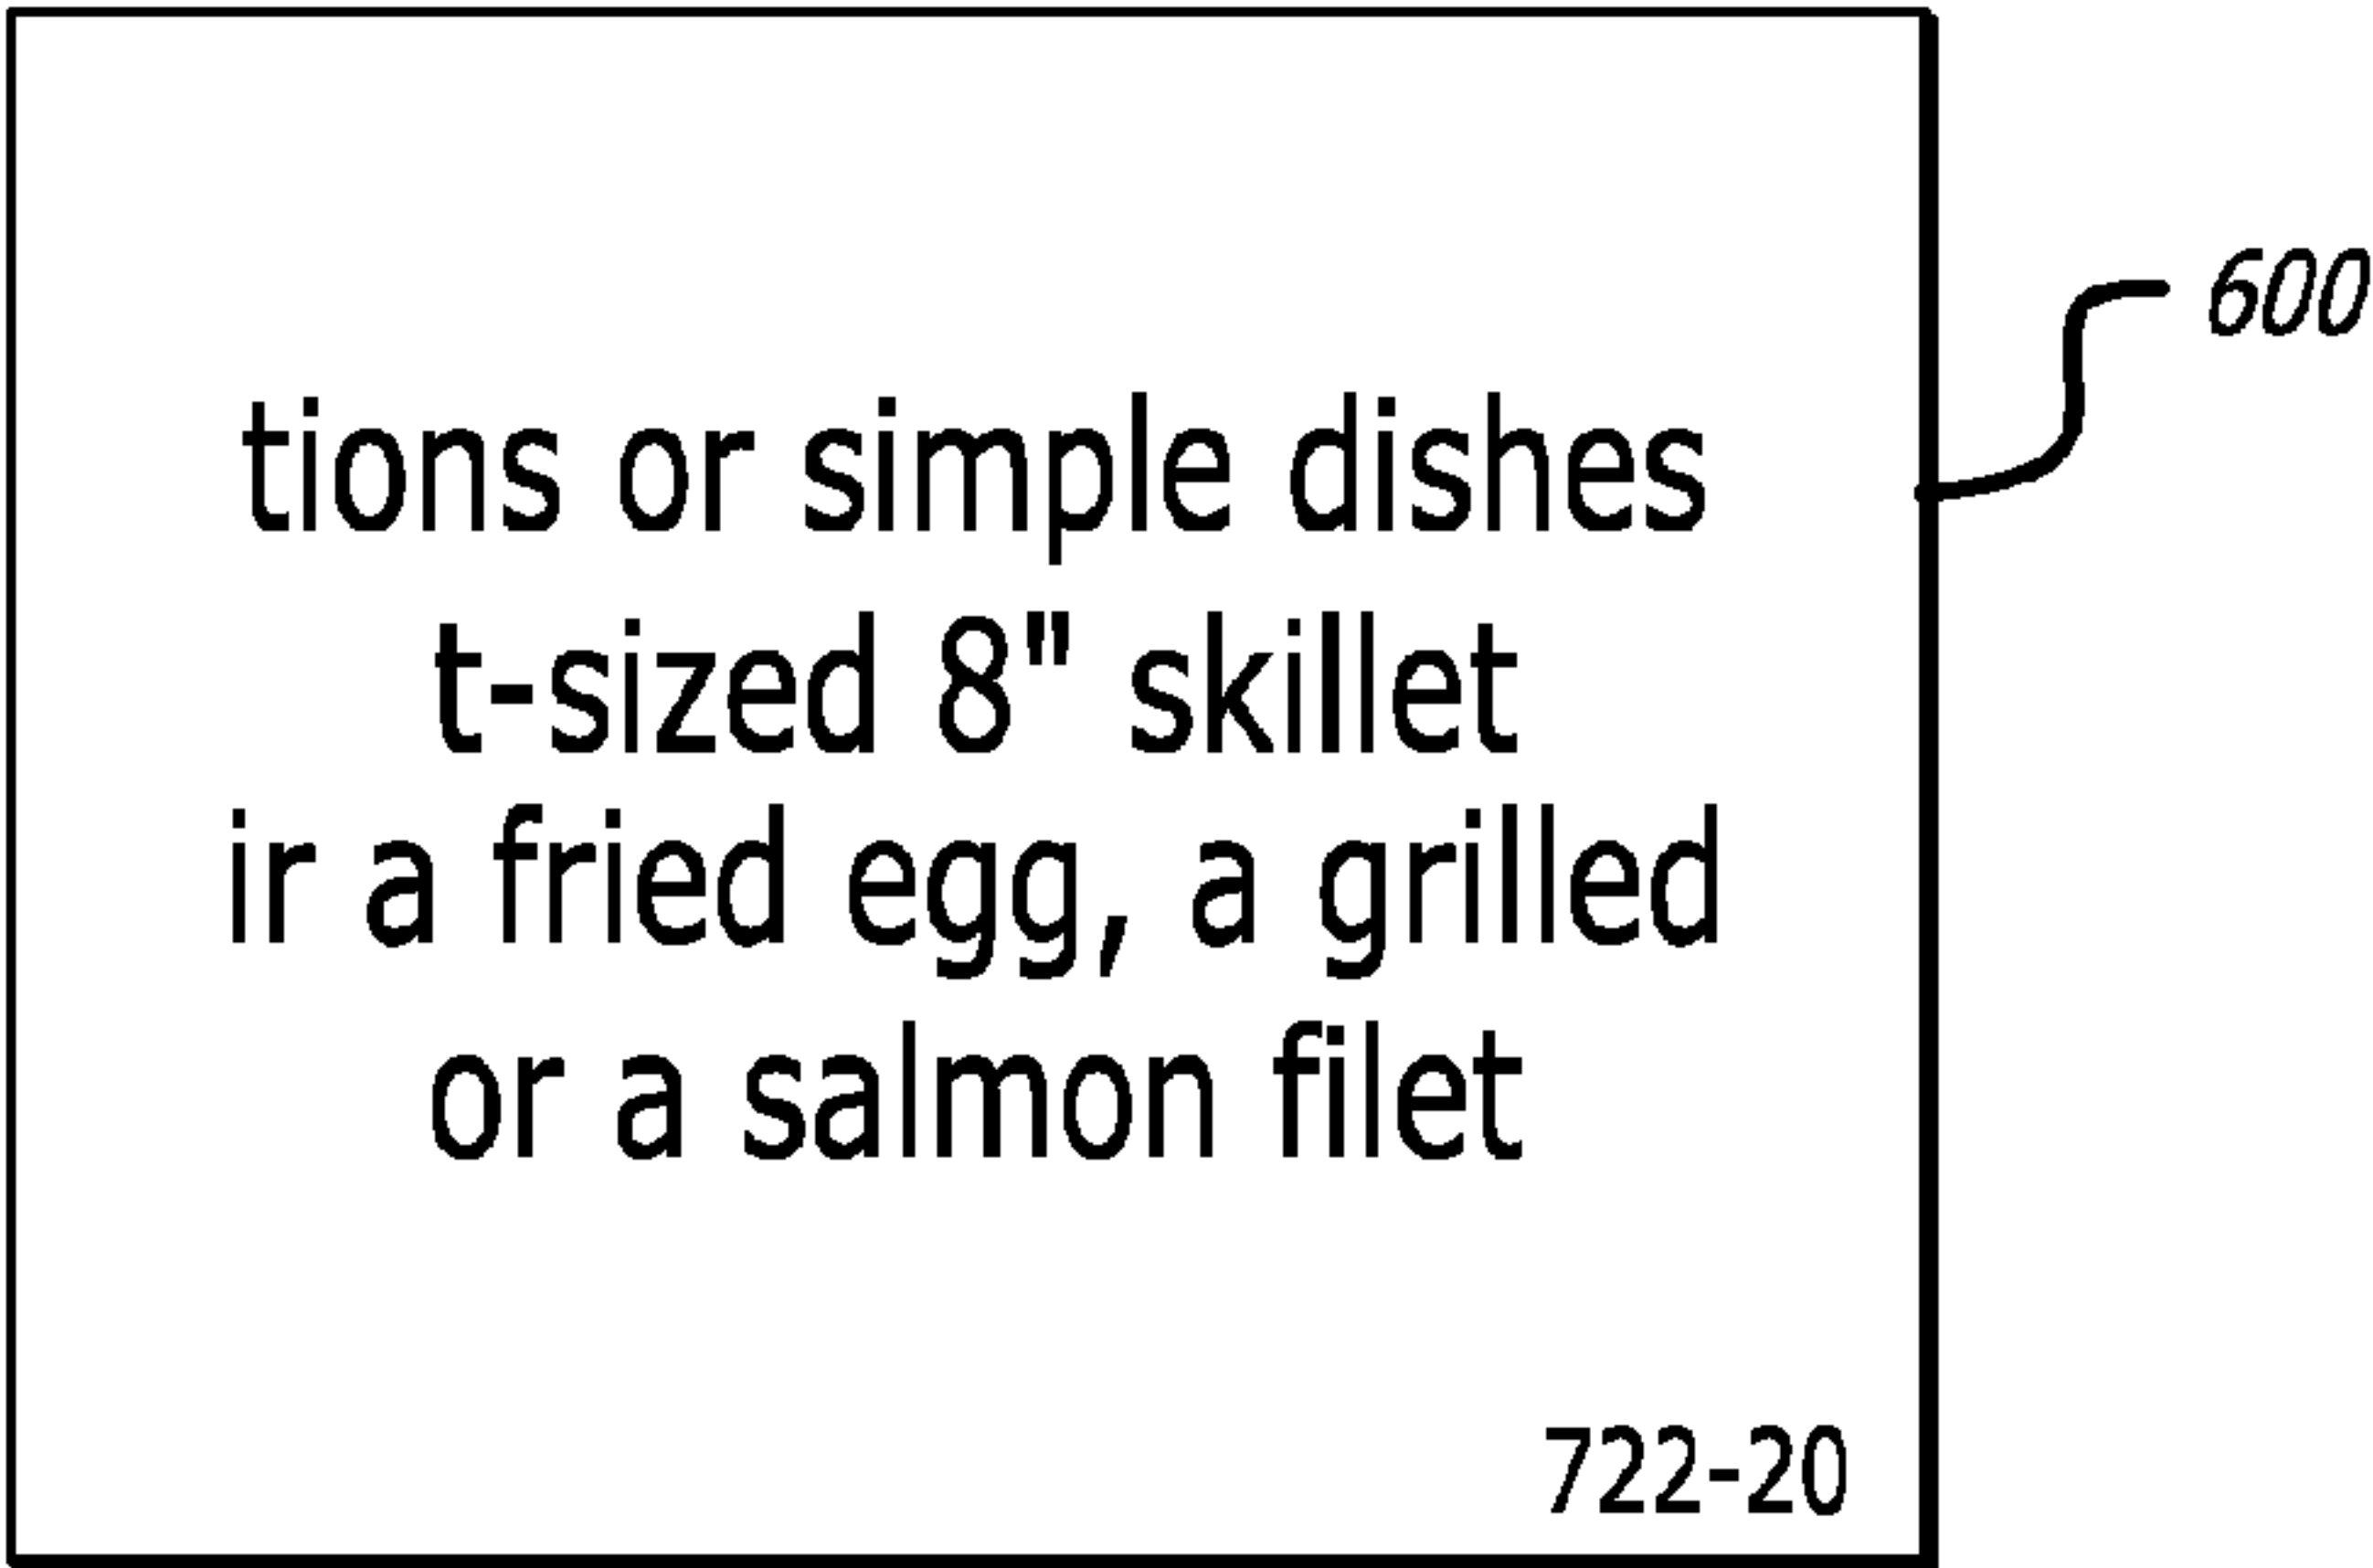 600
tions or simple dishes
t-sized 8" skillet
ir a fried egg, a grilled
or a salmon filet
722-20